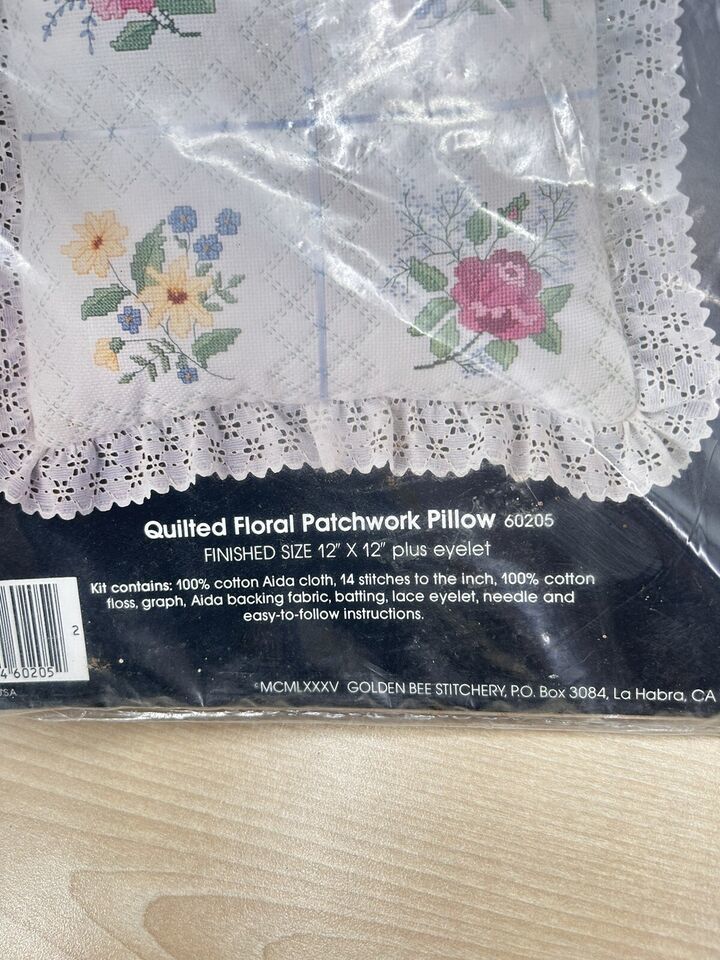 Quilted Floral Patchwork Pillow 60205
FINISHED SIZE 12" X 12" plus eyelet
Kit contains: 100% cotton Aida cloth, 14 stitches to the inch, 100% cotton
floss, graph, Aida backing fabric, batting, lace eyelet, needle and
easy-to-follow instructions.
2
4 60205
USA
©MCMLXXXV GOLDEN BEE STITCHERY, P.O. Box 3084, La Habra, CA